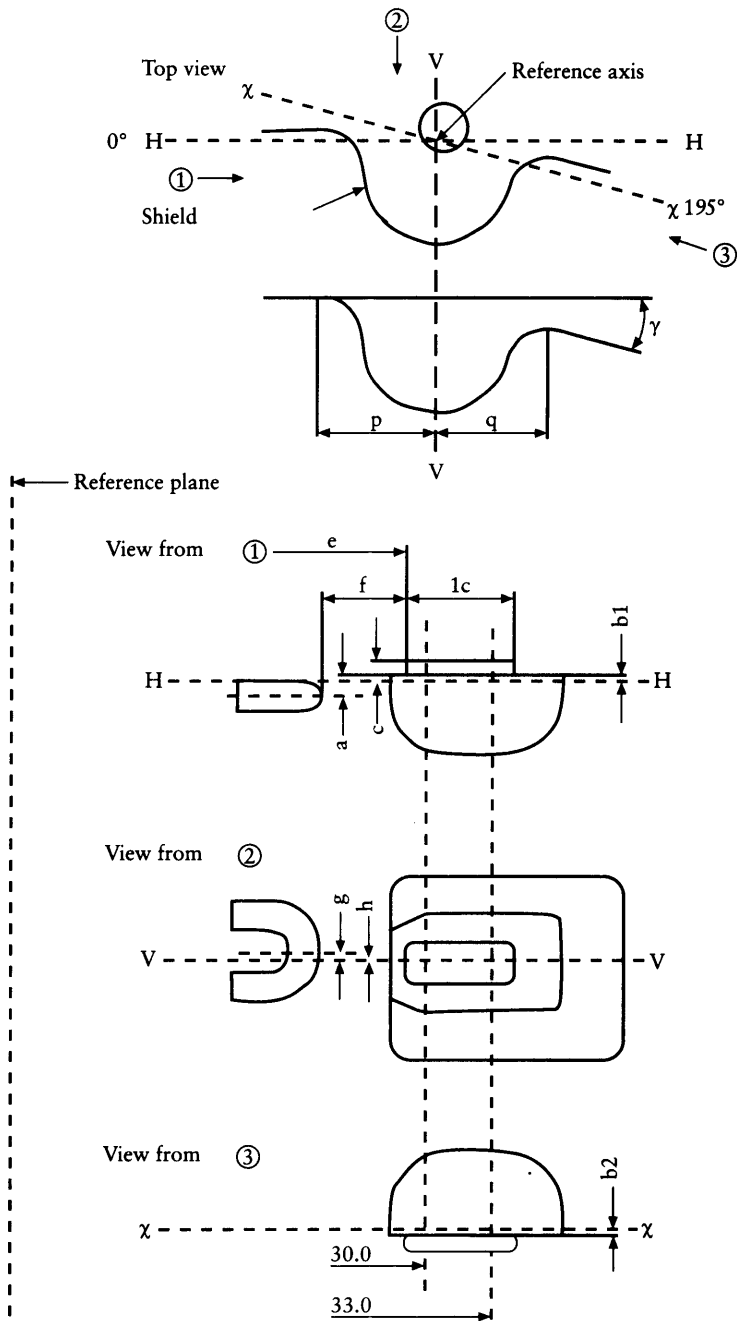 ②
V
Top view
Reference axis
χ
0° H
H
①
χ 195°
Shield
③
γ
p
q
V
Reference plane
View from ①
e
f
1c
b1
H
H
a
c
View from ②
g
h
V
V
View from ③
b2
χ
χ
30.0
33.0